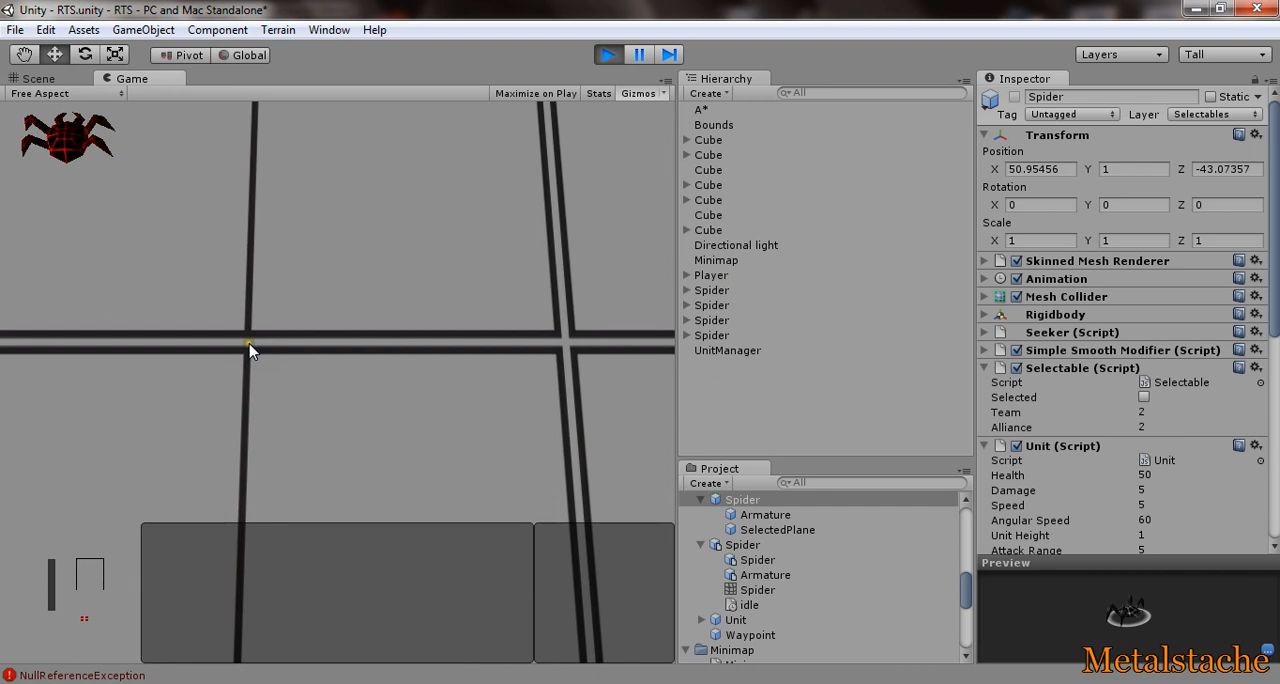 Unity - RTS.unity - RTS - PC and Mac Standalone*
File Edit Assets GameObject Component Terrain Window Help
Pivot Global Layers Tall
Scene Game
Free Aspect Maximize on Play Stats Gizmos
Hierarchy
Create All
A*
Bounds
Cube
Cube
Cube
Cube
Cube
Cube
Cube
Directional light
Minimap
Player
Spider
Spider
Spider
Spider
UnitManager
Project
Create All
Spider
Armature
SelectedPlane
Spider
Spider
Armature
Spider
idle
Unit
Waypoint
Minimap
Inspector
Spider Static
Tag Untagged Layer Selectables
Transform
Position
X 50.95456 Y 1 Z -43.07357
Rotation
X 0 Y 0 Z 0
Scale
X 1 Y 1 Z 1
Skinned Mesh Renderer
Animation
Mesh Collider
Rigidbody
Seeker (Script)
Simple Smooth Modifier (Script)
Selectable (Script)
Script Selectable
Selected
Team 2
Alliance 2
Unit (Script)
Script Unit
Health 50
Damage 5
Speed 5
Angular Speed 60
Unit Height 1
Attack Range 5
Preview
Metalstache
NullReferenceException